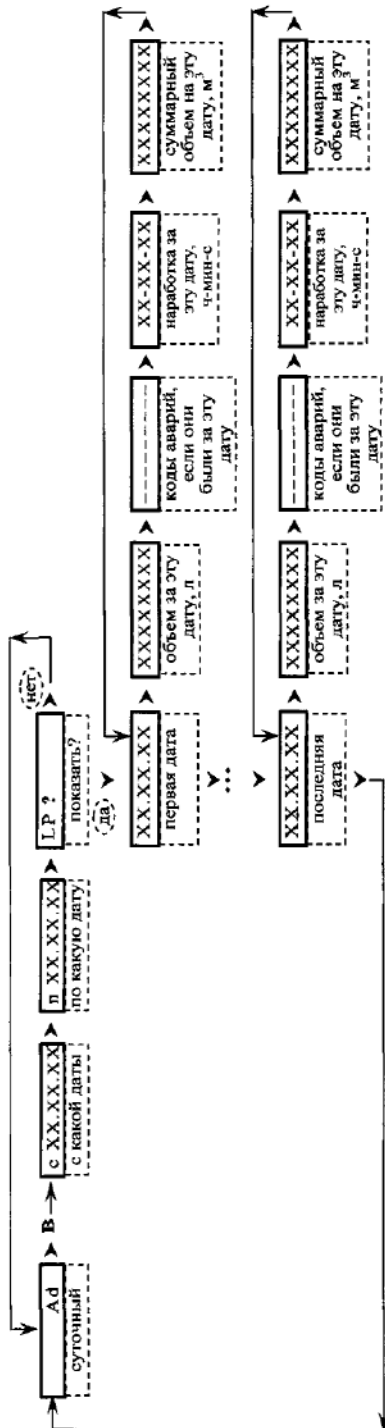 Ad
суточный
В
с XX.XX.XX
с какой даты
п XX.XX.XX
по какую дату
LP ?
показать?
нет
да
XX.XX.XX
первая дата
XXXXXXXXX
объем за эту
дату, л
— — — — — — —
коды аварий,
если они
были за эту
дату
XX-XX-XX
наработка за
эту дату,
ч-мин-с
XXXXXXXXX
суммарный
объем на эту
дату, м³
...
XX.XX.XX
последняя
дата
XXXXXXXXX
объем за эту
дату, л
— — — — — — —
коды аварий,
если они
были за эту
дату
XX-XX-XX
наработка за
эту дату,
ч-мин-с
XXXXXXXXX
суммарный
объем на эту
дату, м³